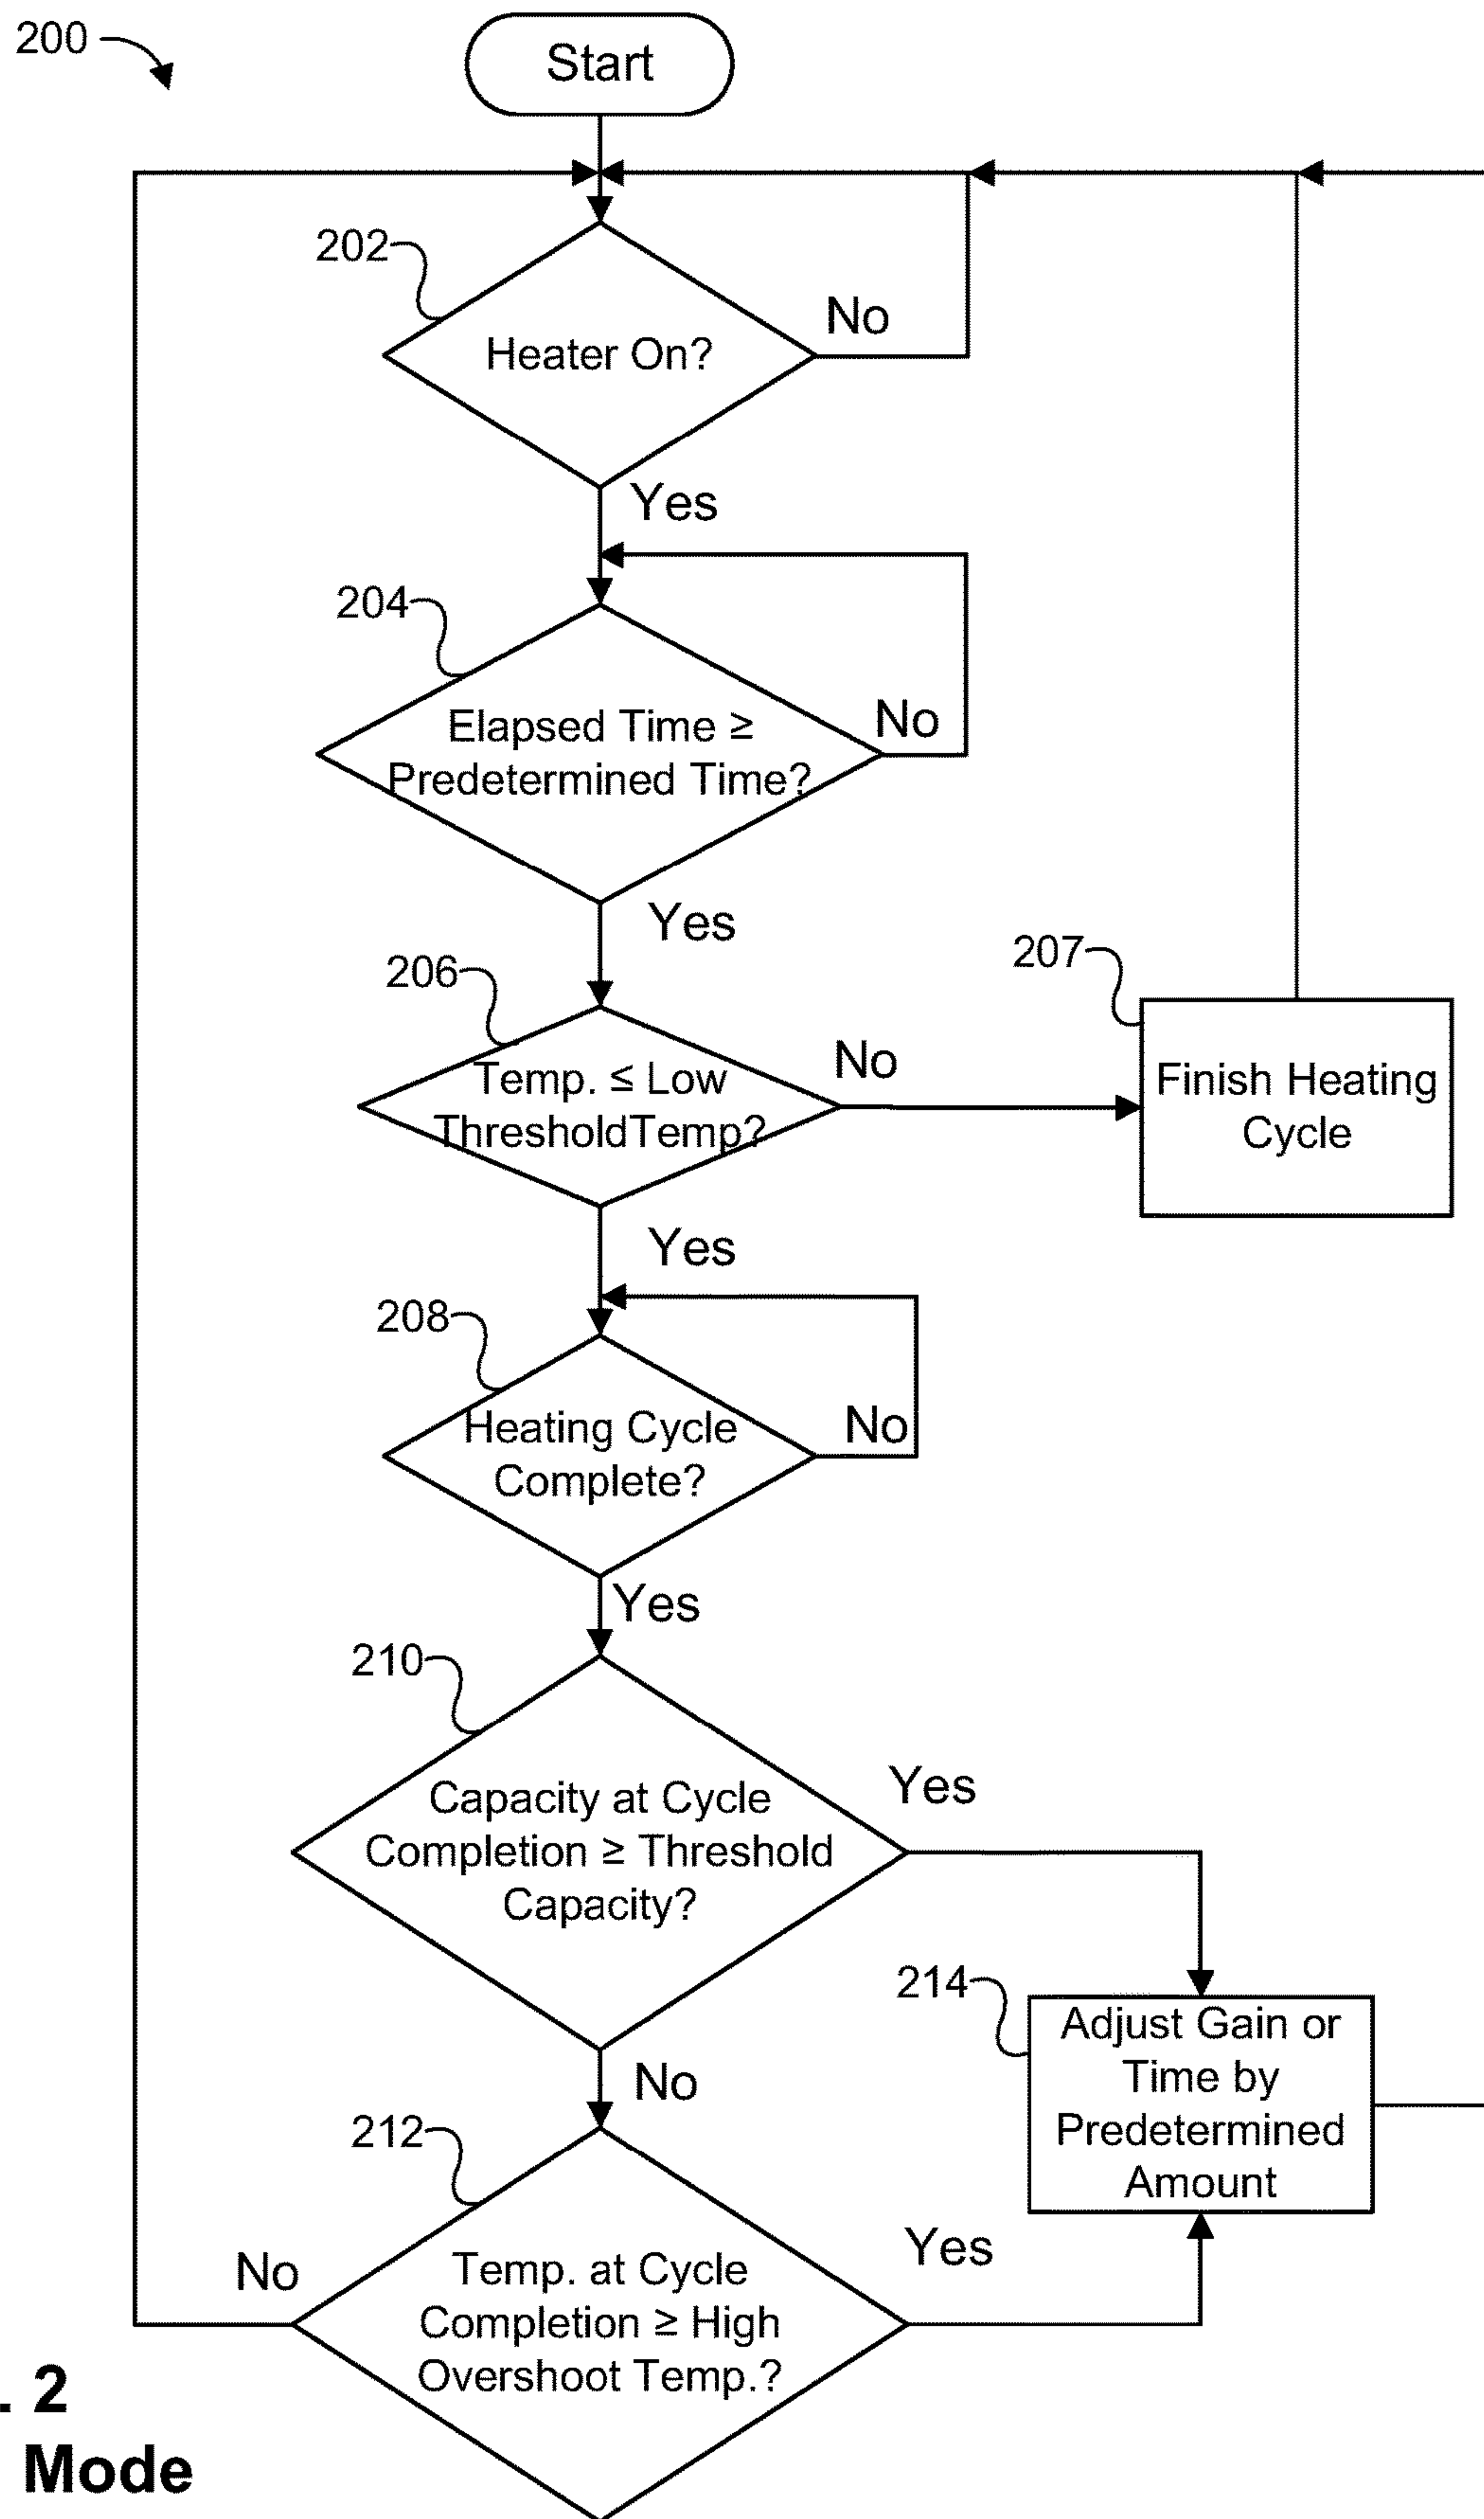 200
Start
202
Heater On?
No
Yes
204
Elapsed Time ≥
Predetermined Time?
No
Yes
206
Temp. ≤ Low
ThresholdTemp?
No
207
Finish Heating
Cycle
Yes
208
Heating Cycle
Complete?
No
Yes
210
Capacity at Cycle
Completion ≥ Threshold
Capacity?
Yes
214
Adjust Gain or
Time by
Predetermined
Amount
No
212
Temp. at Cycle
Completion ≥ High
Overshoot Temp.?
No
Yes
. 2
Mode